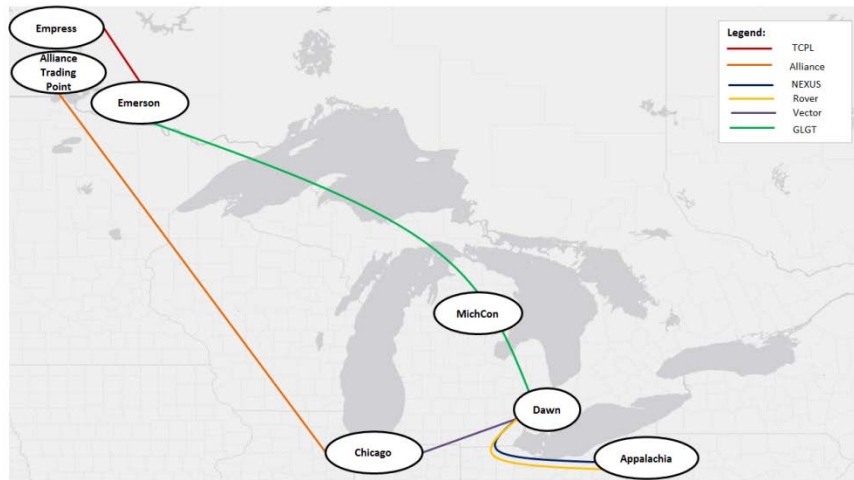 Empress
Alliance
Trading
Point
Emerson
Legend:
TCPL
Alliance
NEXUS
Rover
Vector
GLGT
MichCon
Dawn
Chicago
Appalachia